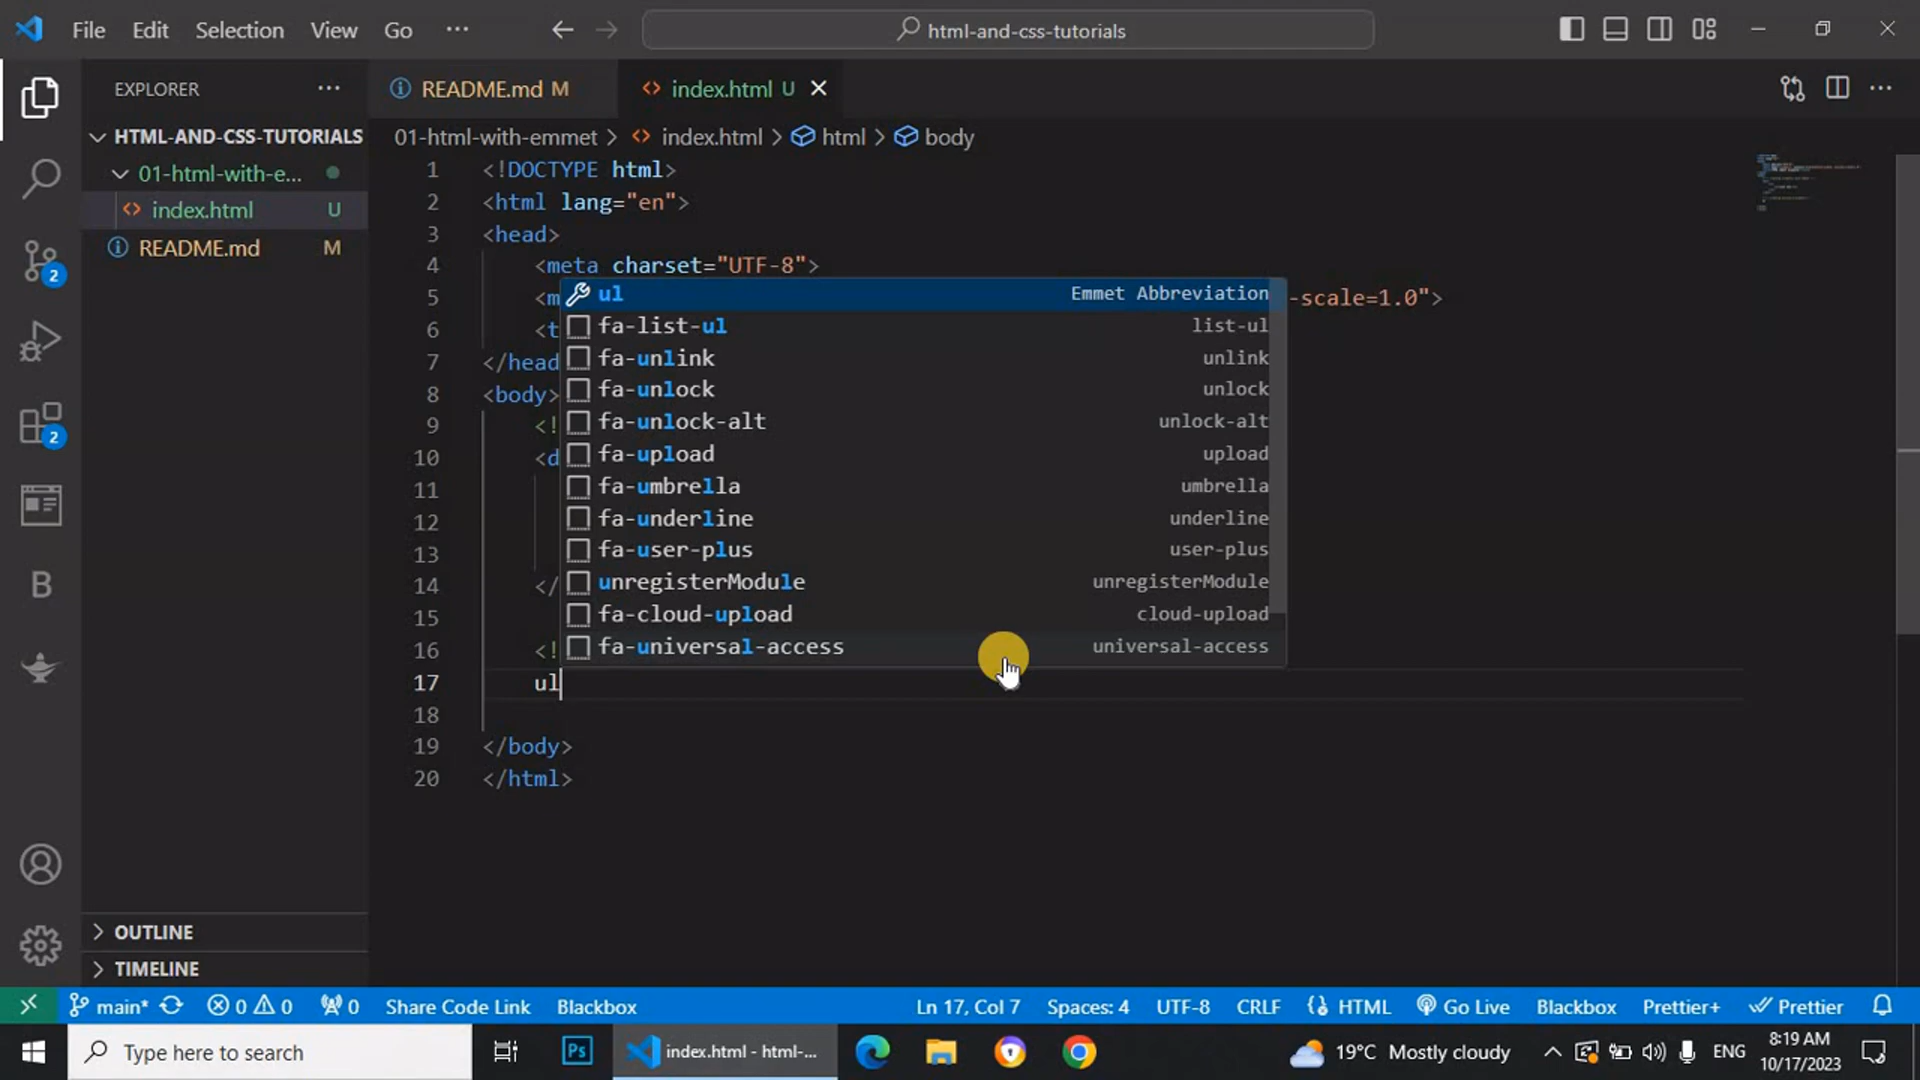 File Edit Selection View Go ··· html-and-css-tutorials
EXPLORER ··· README.md M index.html U
HTML-AND-CSS-TUTORIALS
01-html-with-emmet > index.html > html > body
01-html-with-e...
index.html U
README.md M
1 <!DOCTYPE html>
2 <html lang="en">
3 <head>
4 <meta charset="UTF-8">
5 <m -scale=1.0">
6 <t
7 </head
8 <body>
9 <!
10 <d
11
12
13
14 </
15
16 <!
17 ul
18
19 </body>
20 </html>
ul Emmet Abbreviation
fa-list-ul list-ul
fa-unlink unlink
fa-unlock unlock
fa-unlock-alt unlock-alt
fa-upload upload
fa-umbrella umbrella
fa-underline underline
fa-user-plus user-plus
unregisterModule unregisterModule
fa-cloud-upload cloud-upload
fa-universal-access universal-access
2
2
B
OUTLINE
TIMELINE
main* 0 0 0 Share Code Link Blackbox Ln 17, Col 7 Spaces: 4 UTF-8 CRLF HTML Go Live Blackbox Prettier+ Prettier
Type here to search Ps index.html - html-... 19°C Mostly cloudy ENG 8:19 AM
10/17/2023